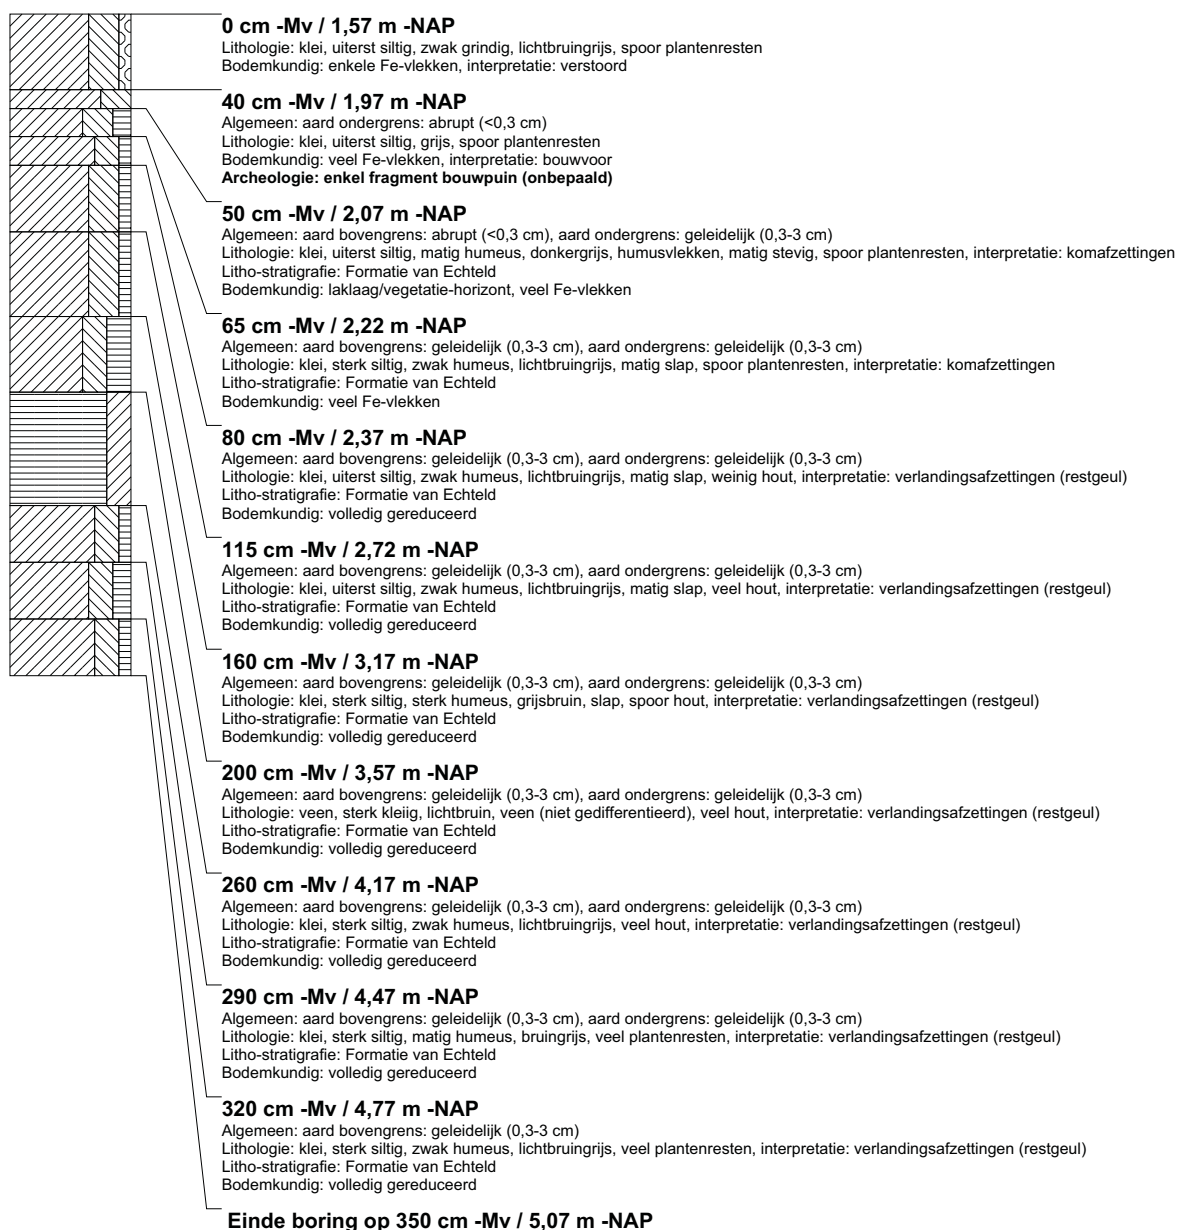 0 cm -Mv / 1,57 m -NAP
Lithologie: klei, uiterst siltig, zwak grindig, lichtbruingrijs, spoor plantenresten
Bodemkundig: enkele Fe-vlekken, interpretatie: verstoord
40 cm -Mv / 1,97 m -NAP
Algemeen: aard ondergrens: abrupt (<0,3 cm)
Lithologie: klei, uiterst siltig, grijs, spoor plantenresten
Bodemkundig: veel Fe-vlekken, interpretatie: bouwvoor
Archeologie: enkel fragment bouwpuin (onbepaald)
50 cm -Mv / 2,07 m -NAP
Algemeen: aard bovengrens: abrupt (<0,3 cm), aard ondergrens: geleidelijk (0,3-3 cm)
Lithologie: klei, uiterst siltig, matig humeus, donkergrijs, humusvlekken, matig stevig, spoor plantenresten, interpretatie: komafzettingen
Litho-stratigrafie: Formatie van Echteld
Bodemkundig: laklaag/vegetatie-horizont, veel Fe-vlekken
65 cm -Mv / 2,22 m -NAP
Algemeen: aard bovengrens: geleidelijk (0,3-3 cm), aard ondergrens: geleidelijk (0,3-3 cm)
Lithologie: klei, sterk siltig, zwak humeus, lichtbruingrijs, matig slap, spoor plantenresten, interpretatie: komafzettingen
Litho-stratigrafie: Formatie van Echteld
Bodemkundig: veel Fe-vlekken
80 cm -Mv / 2,37 m -NAP
Algemeen: aard bovengrens: geleidelijk (0,3-3 cm), aard ondergrens: geleidelijk (0,3-3 cm)
Lithologie: klei, uiterst siltig, zwak humeus, lichtbruingrijs, matig slap, weinig hout, interpretatie: verlandingsafzettingen (restgeul)
Litho-stratigrafie: Formatie van Echteld
Bodemkundig: volledig gereduceerd
115 cm -Mv / 2,72 m -NAP
Algemeen: aard bovengrens: geleidelijk (0,3-3 cm), aard ondergrens: geleidelijk (0,3-3 cm)
Lithologie: klei, uiterst siltig, zwak humeus, lichtbruingrijs, matig slap, veel hout, interpretatie: verlandingsafzettingen (restgeul)
Litho-stratigrafie: Formatie van Echteld
Bodemkundig: volledig gereduceerd
160 cm -Mv / 3,17 m -NAP
Algemeen: aard bovengrens: geleidelijk (0,3-3 cm), aard ondergrens: geleidelijk (0,3-3 cm)
Lithologie: klei, sterk siltig, sterk humeus, grijsbruin, slap, spoor hout, interpretatie: verlandingsafzettingen (restgeul)
Litho-stratigrafie: Formatie van Echteld
Bodemkundig: volledig gereduceerd
200 cm -Mv / 3,57 m -NAP
Algemeen: aard bovengrens: geleidelijk (0,3-3 cm), aard ondergrens: geleidelijk (0,3-3 cm)
Lithologie: veen, sterk kleiig, lichtbruin, veen (niet gedifferentieerd), veel hout, interpretatie: verlandingsafzettingen (restgeul)
Litho-stratigrafie: Formatie van Echteld
Bodemkundig: volledig gereduceerd
260 cm -Mv / 4,17 m -NAP
Algemeen: aard bovengrens: geleidelijk (0,3-3 cm), aard ondergrens: geleidelijk (0,3-3 cm)
Lithologie: klei, sterk siltig, zwak humeus, lichtbruingrijs, veel hout, interpretatie: verlandingsafzettingen (restgeul)
Litho-stratigrafie: Formatie van Echteld
Bodemkundig: volledig gereduceerd
290 cm -Mv / 4,47 m -NAP
Algemeen: aard bovengrens: geleidelijk (0,3-3 cm), aard ondergrens: geleidelijk (0,3-3 cm)
Lithologie: klei, sterk siltig, matig humeus, bruingrijs, veel plantenresten, interpretatie: verlandingsafzettingen (restgeul)
Litho-stratigrafie: Formatie van Echteld
Bodemkundig: volledig gereduceerd
320 cm -Mv / 4,77 m -NAP
Algemeen: aard bovengrens: geleidelijk (0,3-3 cm)
Lithologie: klei, sterk siltig, zwak humeus, lichtbruingrijs, veel plantenresten, interpretatie: verlandingsafzettingen (restgeul)
Litho-stratigrafie: Formatie van Echteld
Bodemkundig: volledig gereduceerd
Einde boring op 350 cm -Mv / 5,07 m -NAP